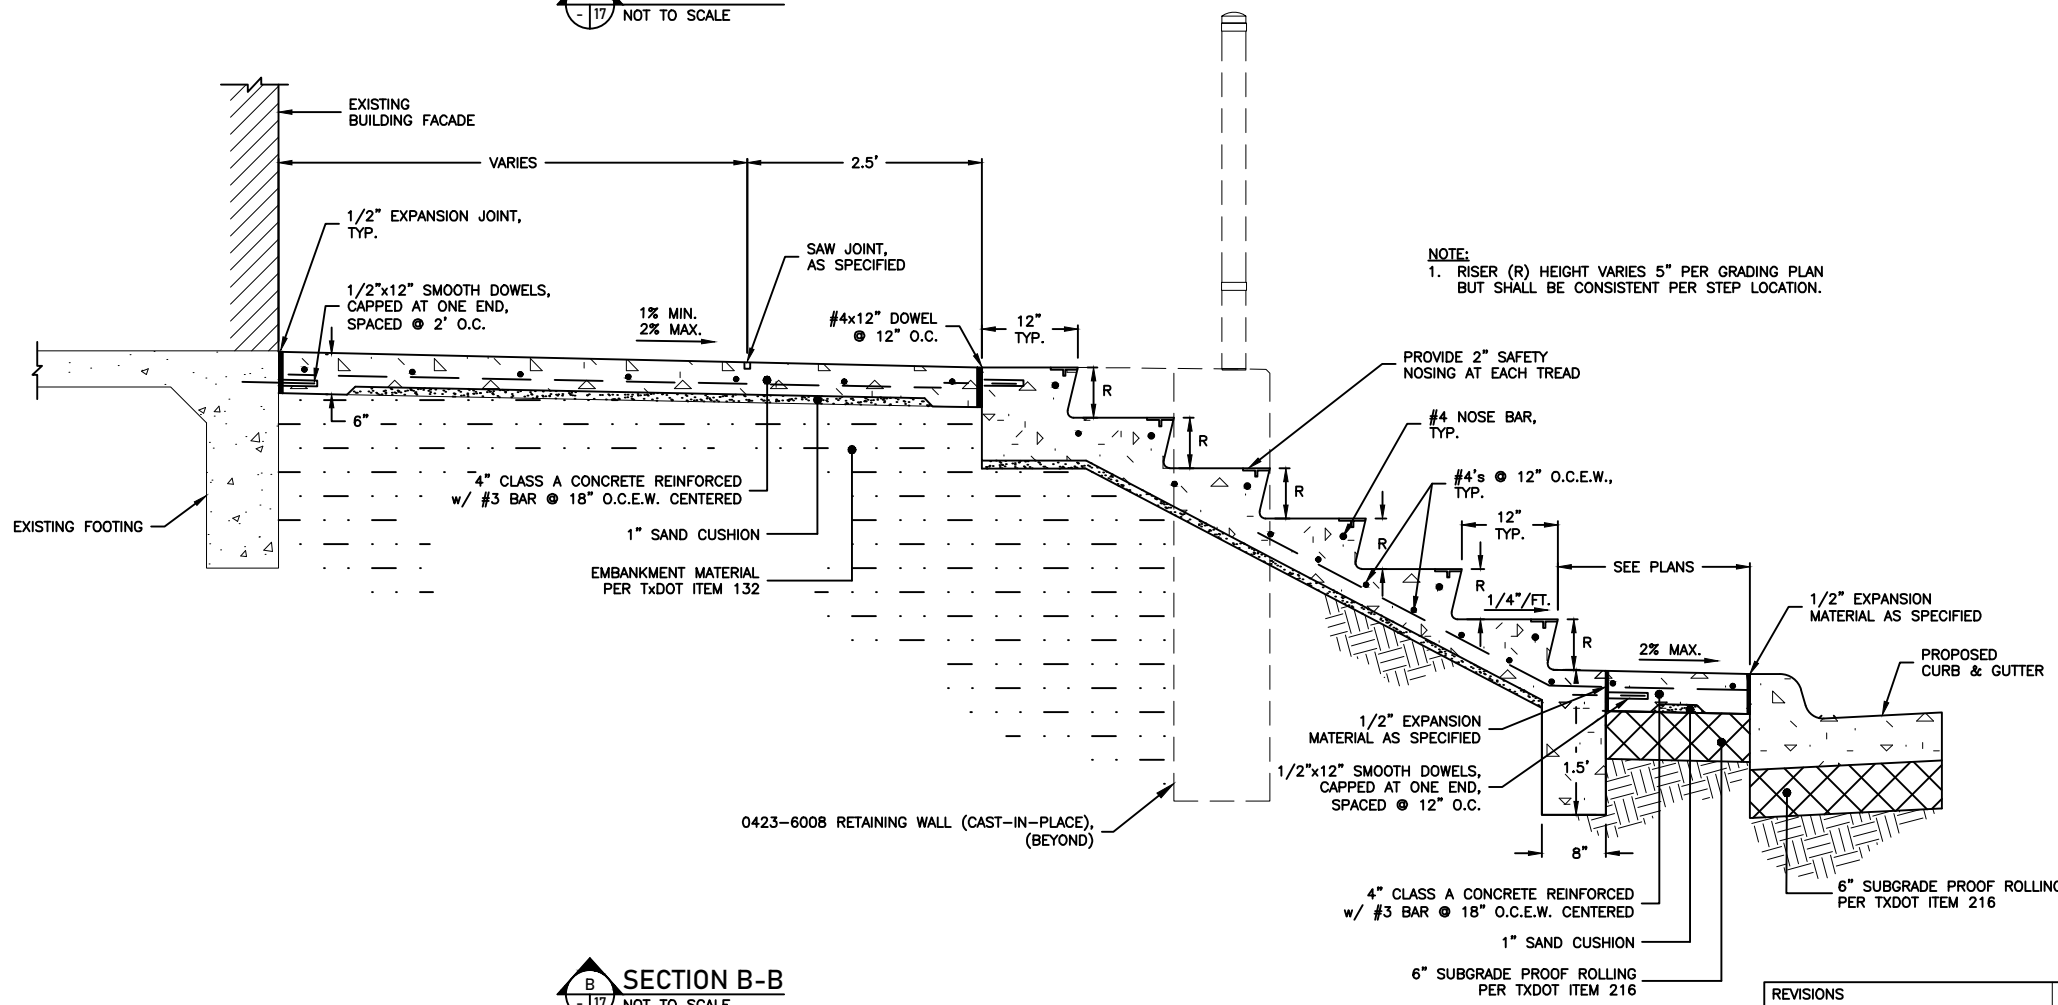 - 17 NOT TO SCALE
EXISTING
BUILDING FACADE
VARIES
2.5'
1/2" EXPANSION JOINT,
TYP.
SAW JOINT,
AS SPECIFIED
NOTE:
1. RISER (R) HEIGHT VARIES 5" PER GRADING PLAN
BUT SHALL BE CONSISTENT PER STEP LOCATION.
1/2"x12" SMOOTH DOWELS,
CAPPED AT ONE END,
SPACED @ 2' O.C.
1% MIN.
2% MAX.
#4x12" DOWEL
@ 12" O.C.
12"
TYP.
PROVIDE 2" SAFETY
NOSING AT EACH TREAD
R
R
R
R
R
R
6"
#4 NOSE BAR,
TYP.
4" CLASS A CONCRETE REINFORCED
w/ #3 BAR @ 18" O.C.E.W. CENTERED
#4's @ 12" O.C.E.W.,
TYP.
EXISTING FOOTING
1" SAND CUSHION
12"
TYP.
EMBANKMENT MATERIAL
PER TxDOT ITEM 132
SEE PLANS
1/4"/FT.
1/2" EXPANSION
MATERIAL AS SPECIFIED
2% MAX.
PROPOSED
CURB & GUTTER
1/2" EXPANSION
MATERIAL AS SPECIFIED
1.5'
1/2"x12" SMOOTH DOWELS,
CAPPED AT ONE END,
SPACED @ 12" O.C.
0423-6008 RETAINING WALL (CAST-IN-PLACE),
(BEYOND)
8"
4" CLASS A CONCRETE REINFORCED
w/ #3 BAR @ 18" O.C.E.W. CENTERED
6" SUBGRADE PROOF ROLLING
PER TXDOT ITEM 216
1" SAND CUSHION
6" SUBGRADE PROOF ROLLING
PER TXDOT ITEM 216
B SECTION B-B
- 17 NOT TO SCALE
REVISIONS